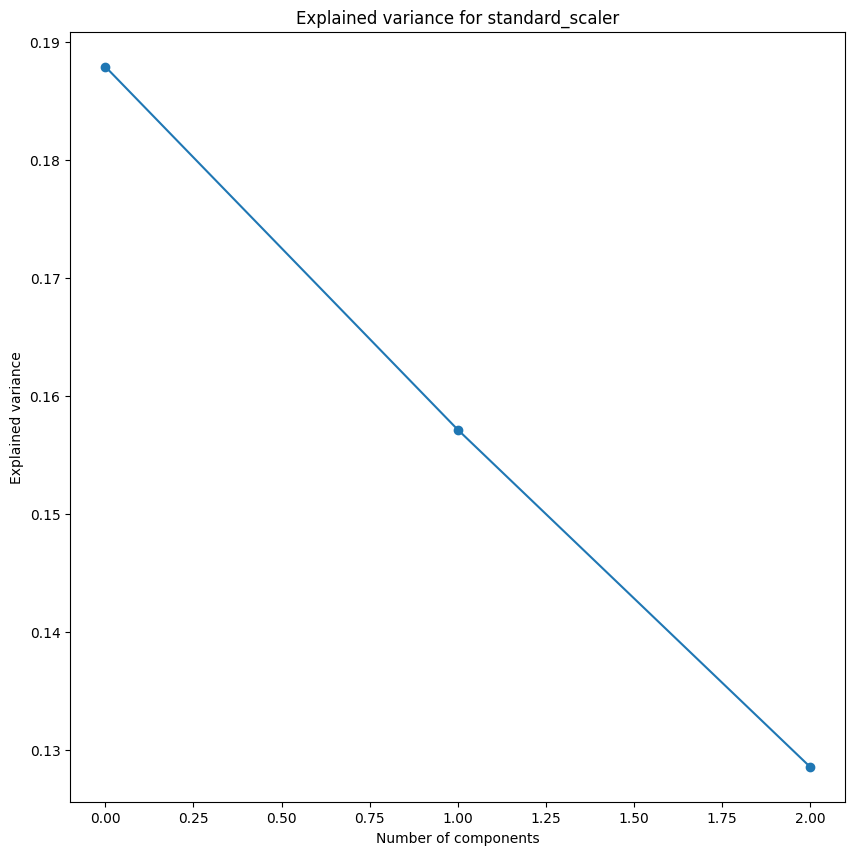 Explained variance for standard_scaler
0.19
0.18
0.17
0.16
0.15
0.14
0.13
Explained variance
0.00 0.25 0.50 0.75 1.00 1.25 1.50 1.75 2.00
Number of components